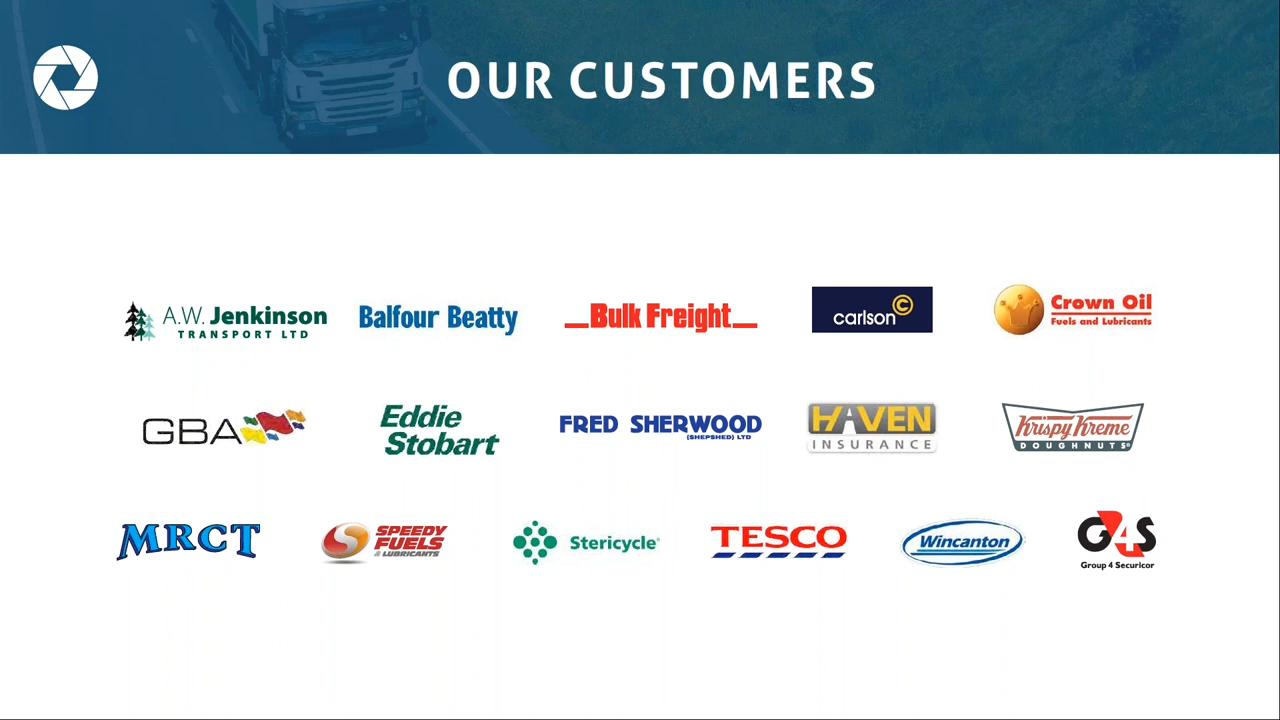 OUR CUSTOMERS
A.W. Jenkinson
TRANSPORT LTD
Balfour Beatty
Bulk Freight
carlson
C
Crown Oil
Fuels and Lubricants
GBA
Eddie
Stobart
FRED SHERWOOD
(SHEPSHED) LTD
HAVEN
INSURANCE
Krispy Kreme
DOUGHNUTS®
MRCT
SPEEDY
FUELS
& LUBRICANTS
Stericycle®
TESCO
Wincanton
G4S
Group 4 Securicor